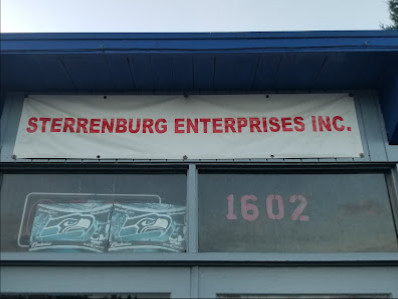 STERRENBURG ENTERPRISES INC.
1602